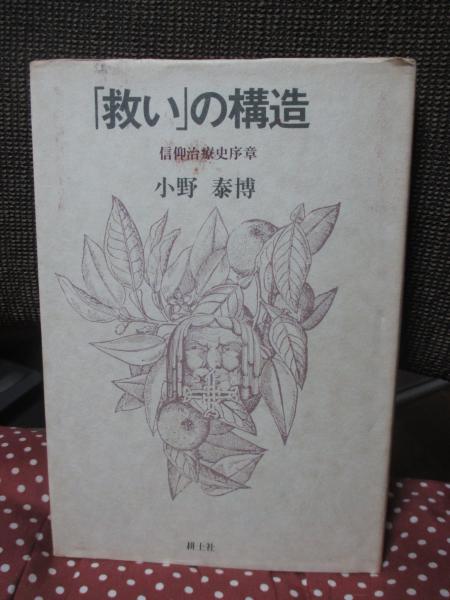 「救い」の構造
信仰治療史序章
小野 泰博
耕土社